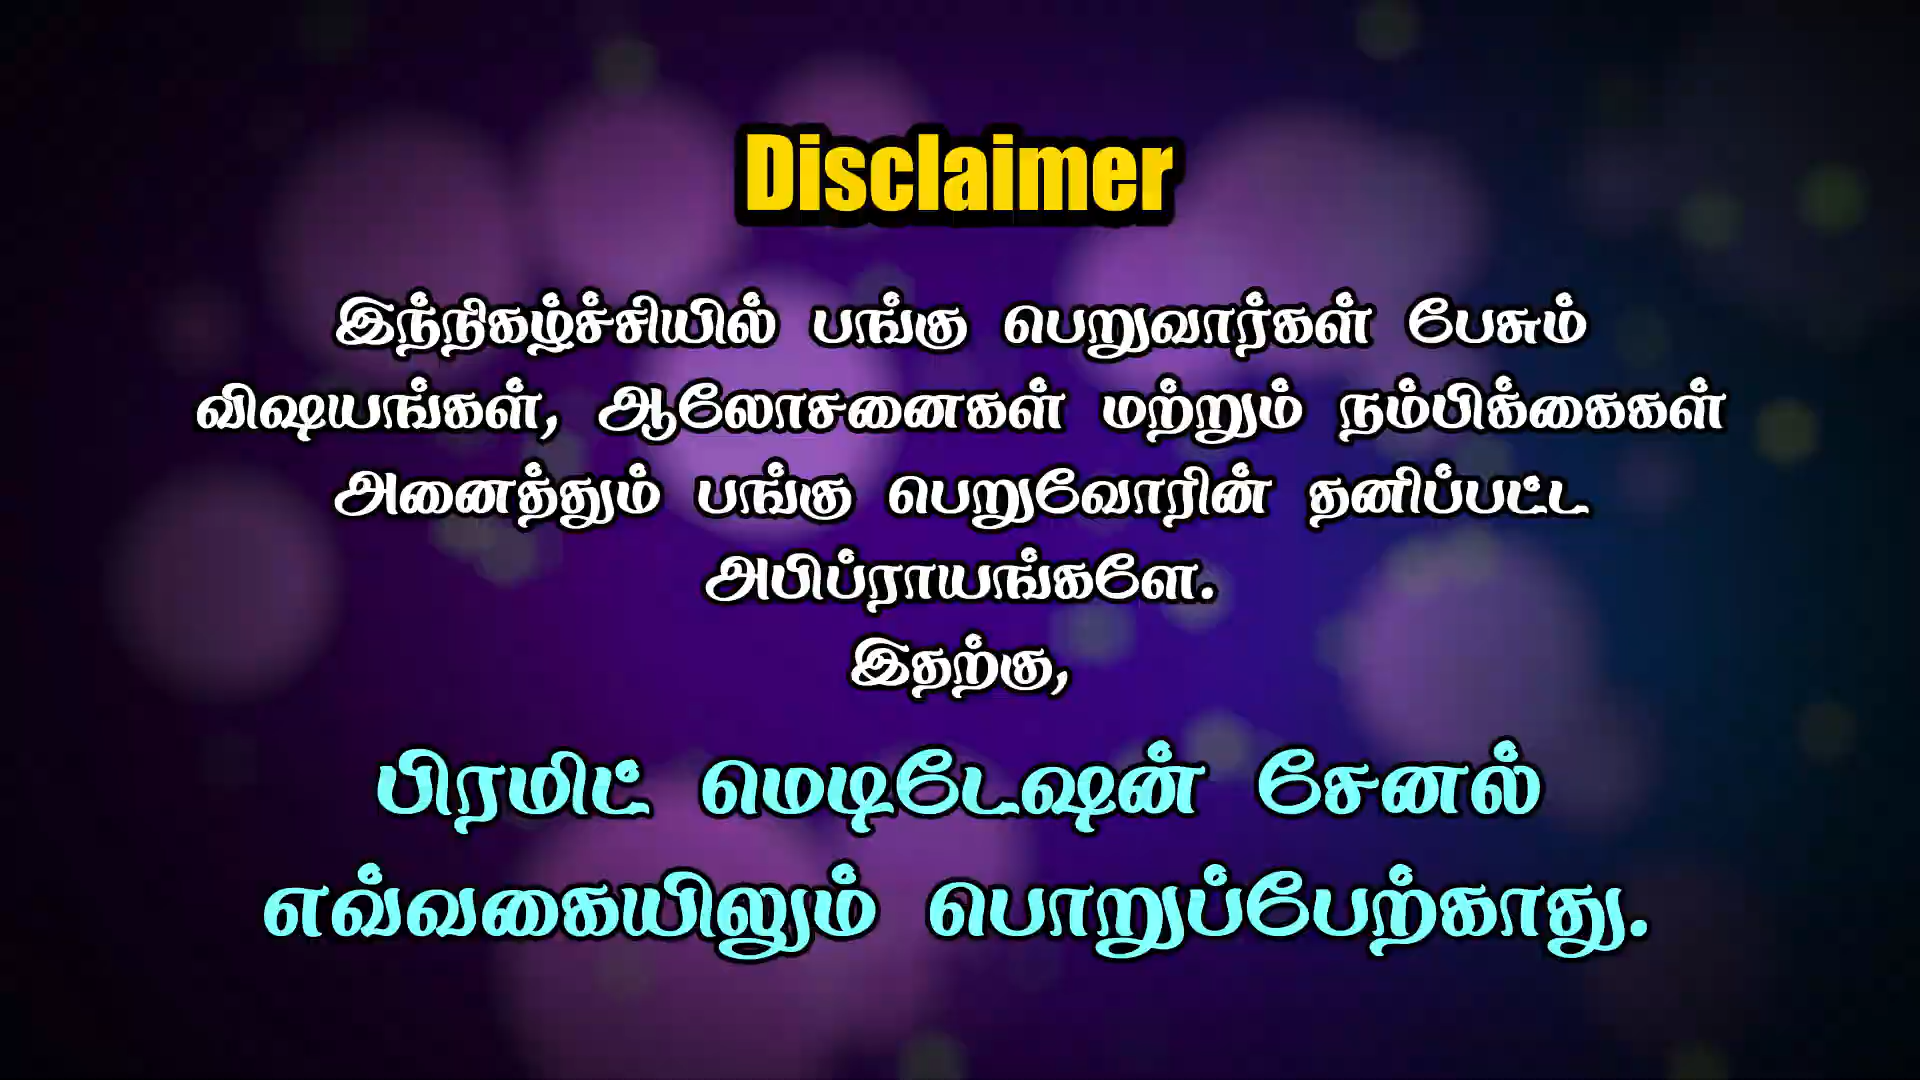 Disclaimer
இந்நிகழ்ச்சியில் பங்கு பெறுவார்கள் பேசும்
விஷயங்கள், ஆலோசனைகள் மற்றும் நம்பிக்கைகள்
அனைத்தும் பங்கு பெறுவோரின் தனிப்பட்ட
அபிப்ராயங்களே.
இதற்கு,
பிரமிட் மெடிடேஷன் சேனல்
எவ்வகையிலும் பொறுப்பேற்காது.